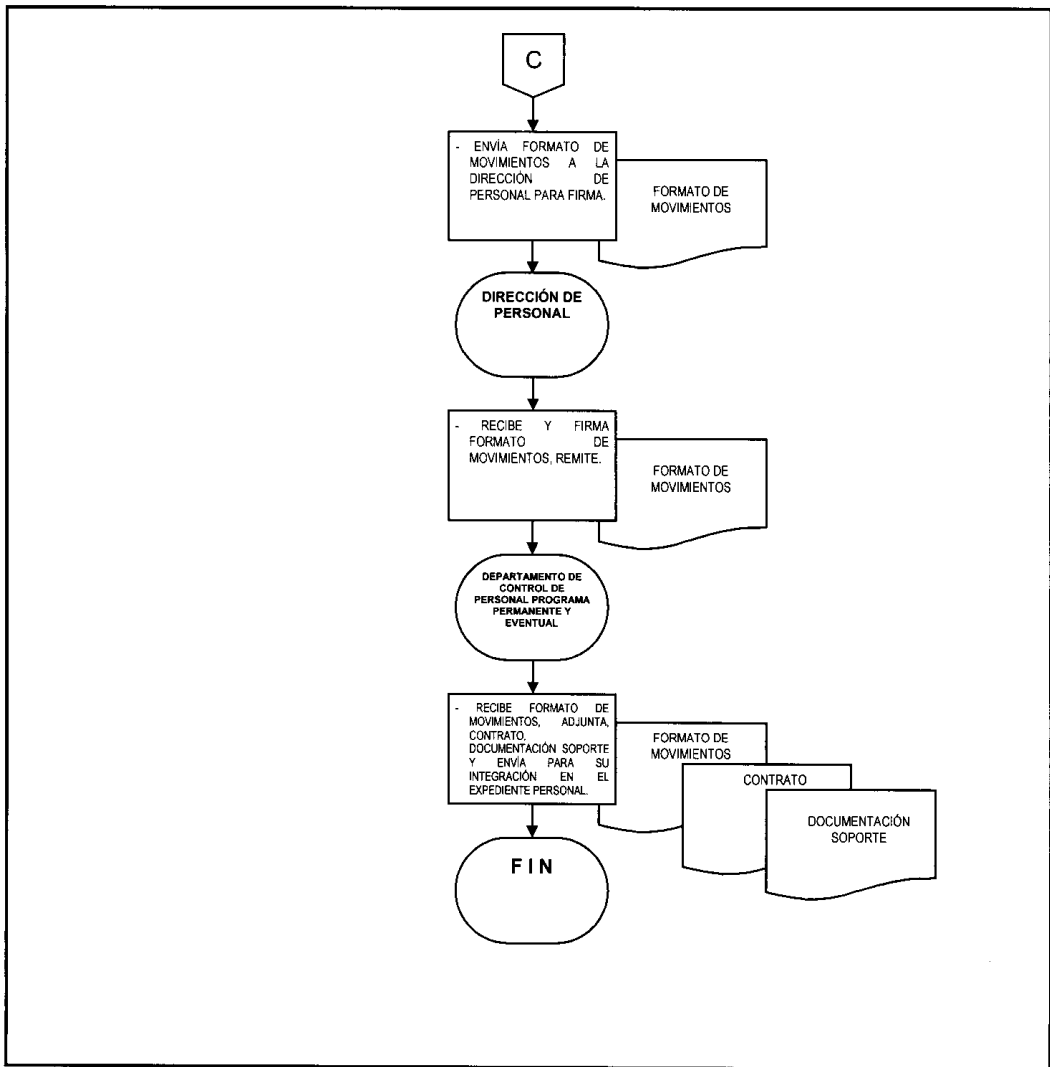 C
- ENVÍA FORMATO DE
MOVIMIENTOS A LA
DIRECCIÓN DE
PERSONAL PARA FIRMA.
FORMATO DE
MOVIMIENTOS
DIRECCIÓN DE
PERSONAL
- RECIBE Y FIRMA
FORMATO DE
MOVIMIENTOS, REMITE.
FORMATO DE
MOVIMIENTOS
DEPARTAMENTO DE
CONTROL DE
PERSONAL PROGRAMA
PERMANENTE Y
EVENTUAL
- RECIBE FORMATO DE
MOVIMIENTOS, ADJUNTA,
CONTRATO,
DOCUMENTACIÓN SOPORTE
Y ENVÍA PARA SU
INTEGRACIÓN EN EL
EXPEDIENTE PERSONAL.
FORMATO DE
MOVIMIENTOS
CONTRATO
DOCUMENTACIÓN
SOPORTE
F I N